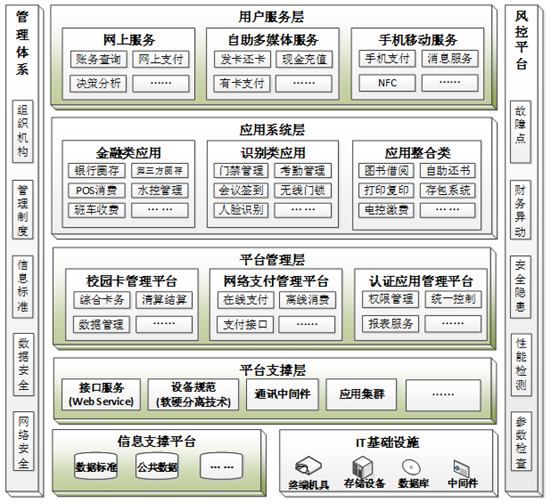 管理体系
组织机构
管理制度
信息标准
数据安全
网络安全
用户服务层
网上服务
账务查询 网上支付
决策分析 ……
自助多媒体服务
发卡还卡 现金充值
有卡支付 ……
手机移动服务
手机支付 消息服务
NFC ……
应用系统层
金融类应用
银行圈存 第三方圈存
POS消费 水控管理
班车收费 ……
识别类应用
门禁管理 考勤管理
会议签到 无线门锁
人脸识别 ……
应用整合类
图书借阅 自助还书
打印复印 存包系统
电控缴费 ……
平台管理层
校园卡管理平台
综合卡务 清算结算
数据管理 ……
网络支付管理平台
在线支付 离线消费
支付接口 ……
认证应用管理平台
权限管理 统一控制
报表服务 ……
平台支撑层
接口服务
(Web Service)
设备规范
(软硬分离技术)
通讯中间件
应用集群
……
信息支撑平台
数据标准 公共数据 ……
IT基础设施
终端机具 存储设备 数据库 中间件
风控平台
故障点
财务异动
安全隐患
性能检测
参数检查